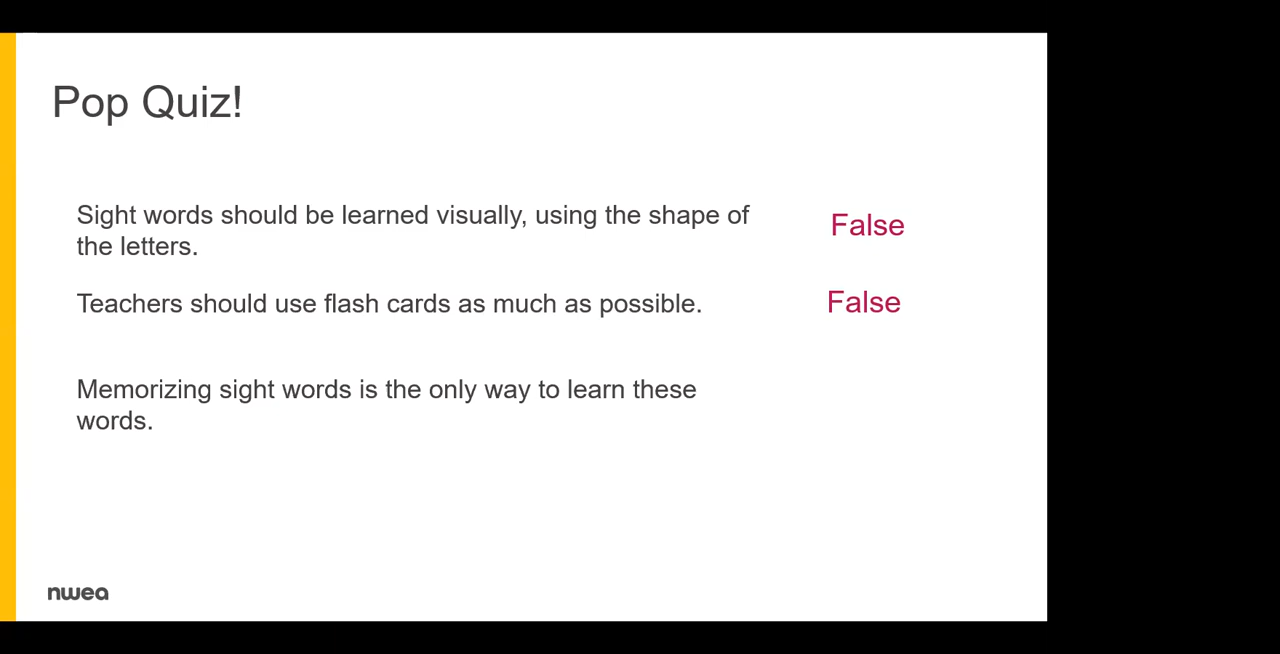 Pop Quiz!
Sight words should be learned visually, using the shape of
the letters.
False
Teachers should use flash cards as much as possible.
False
Memorizing sight words is the only way to learn these
words.
nwea